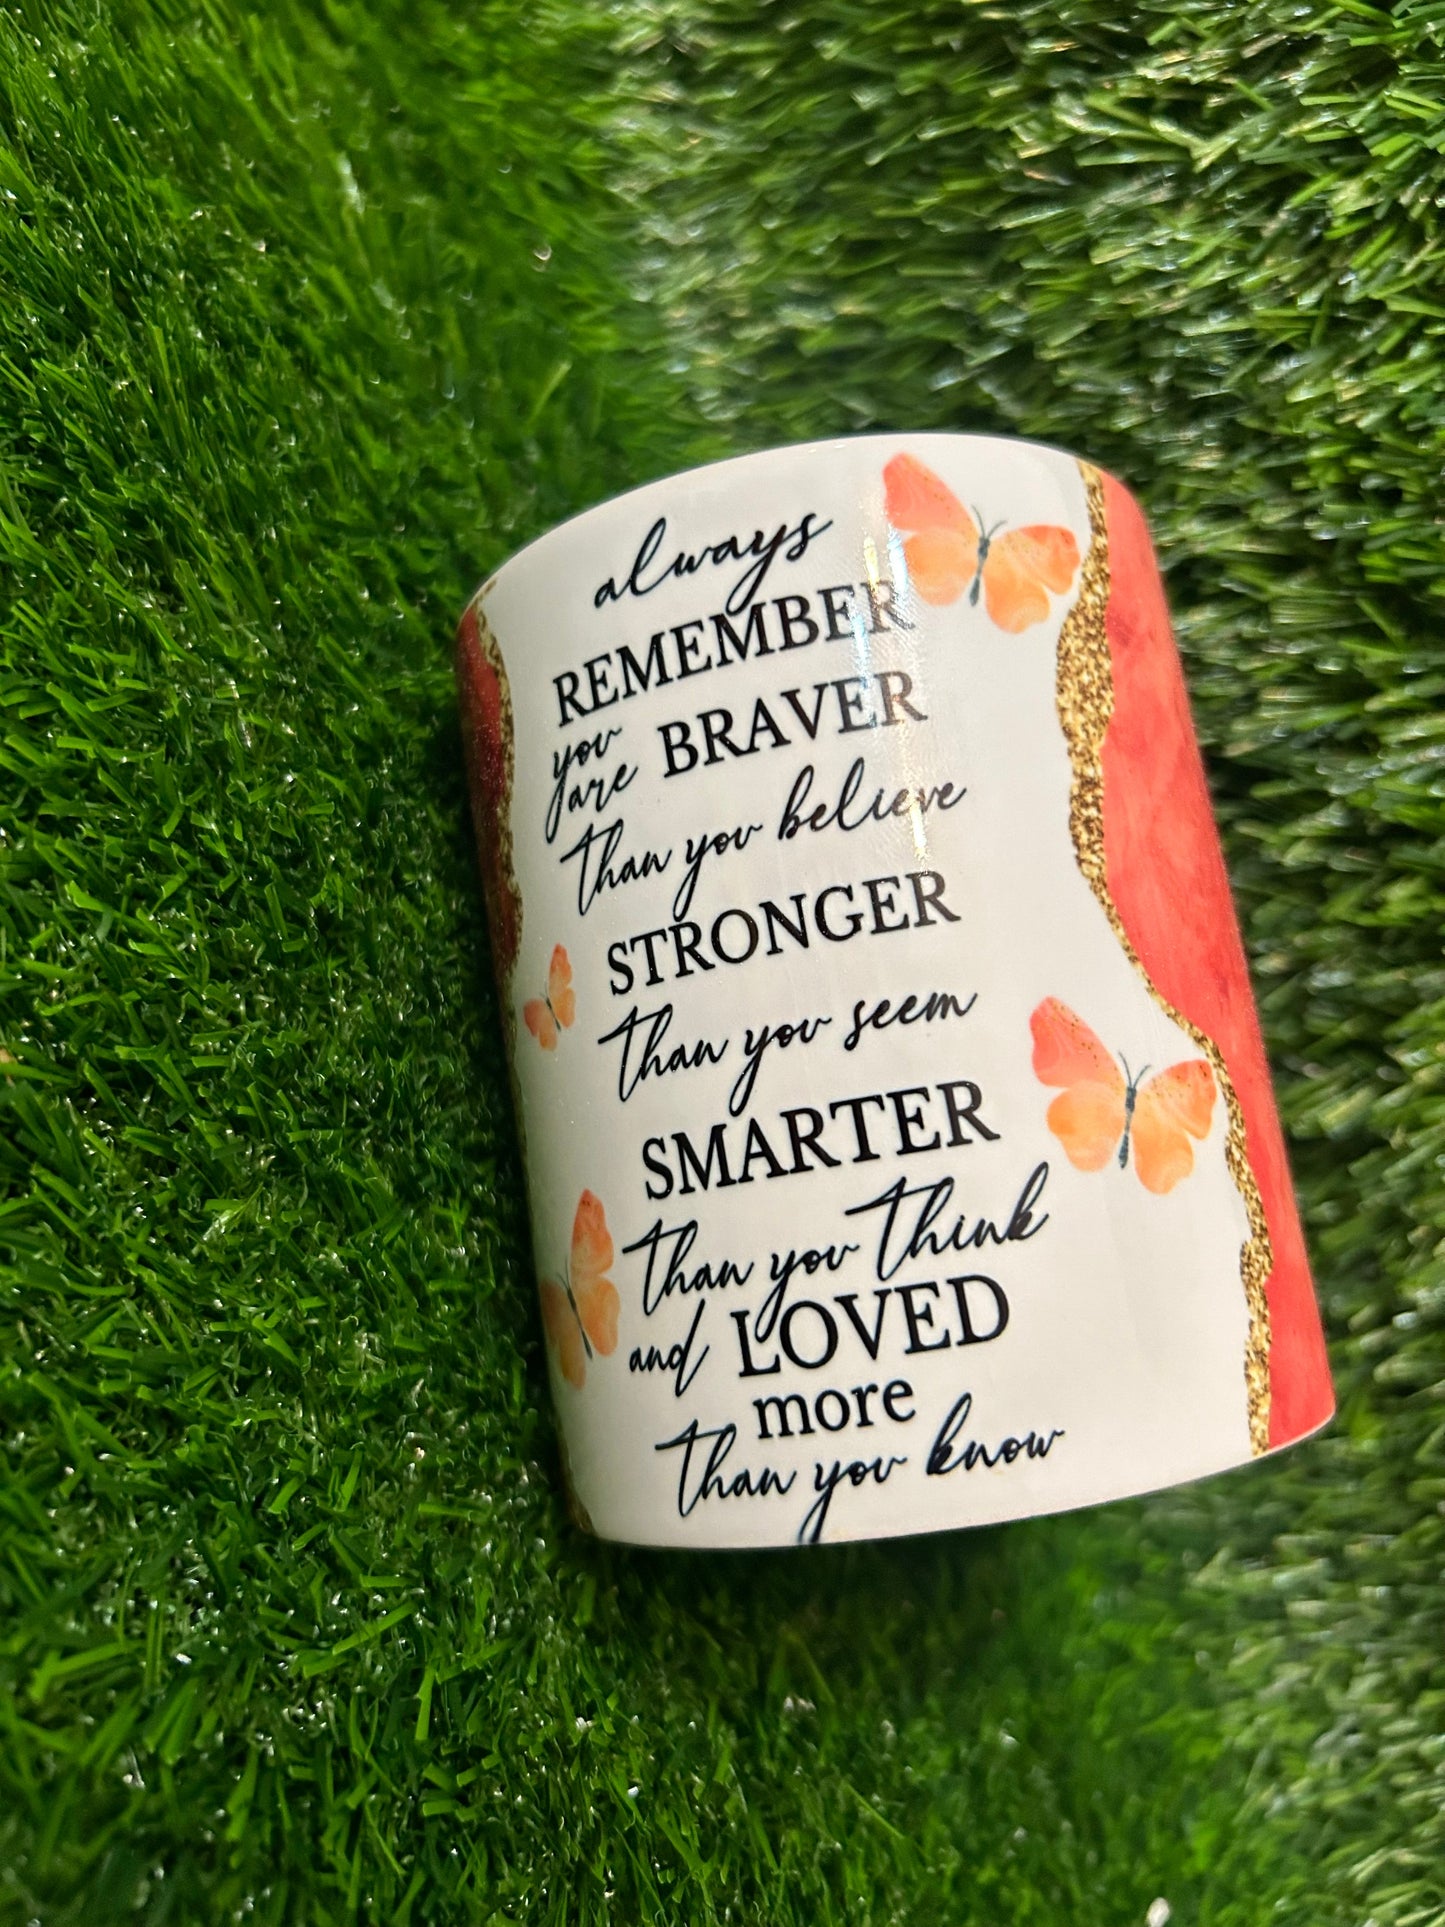 always
REMEMBER
you are BRAVER
than you believe
STRONGER
than you seem
SMARTER
than you think
and LOVED
more
than you know